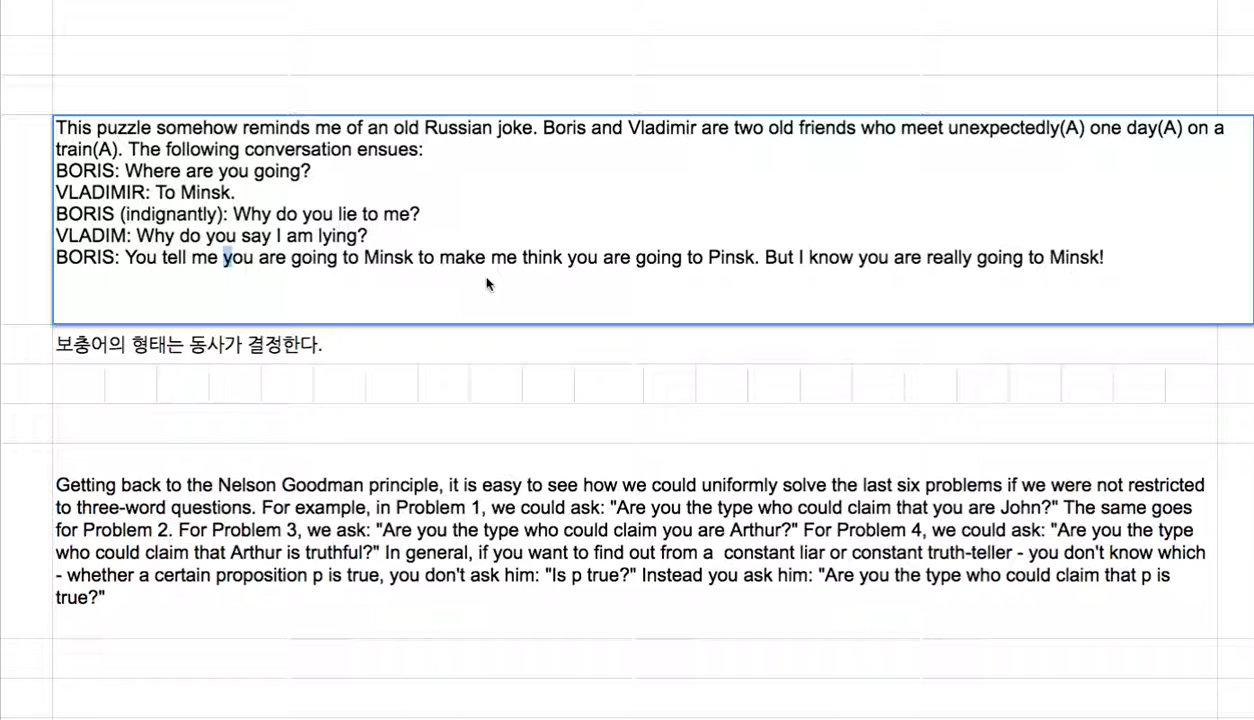 This puzzle somehow reminds me of an old Russian joke. Boris and Vladimir are two old friends who meet unexpectedly(A) one day(A) on a
train(A). The following conversation ensues:
BORIS: Where are you going?
VLADIMIR: To Minsk.
BORIS (indignantly): Why do you lie to me?
VLADIM: Why do you say I am lying?
BORIS: You tell me you are going to Minsk to make me think you are going to Pinsk. But I know you are really going to Minsk!
보충어의 형태는 동사가 결정한다.
Getting back to the Nelson Goodman principle, it is easy to see how we could uniformly solve the last six problems if we were not restricted
to three-word questions. For example, in Problem 1, we could ask: "Are you the type who could claim that you are John?" The same goes
for Problem 2. For Problem 3, we ask: "Are you the type who could claim you are Arthur?" For Problem 4, we could ask: "Are you the type
who could claim that Arthur is truthful?" In general, if you want to find out from a  constant liar or constant truth-teller - you don't know which
- whether a certain proposition p is true, you don't ask him: "Is p true?" Instead you ask him: "Are you the type who could claim that p is
true?"